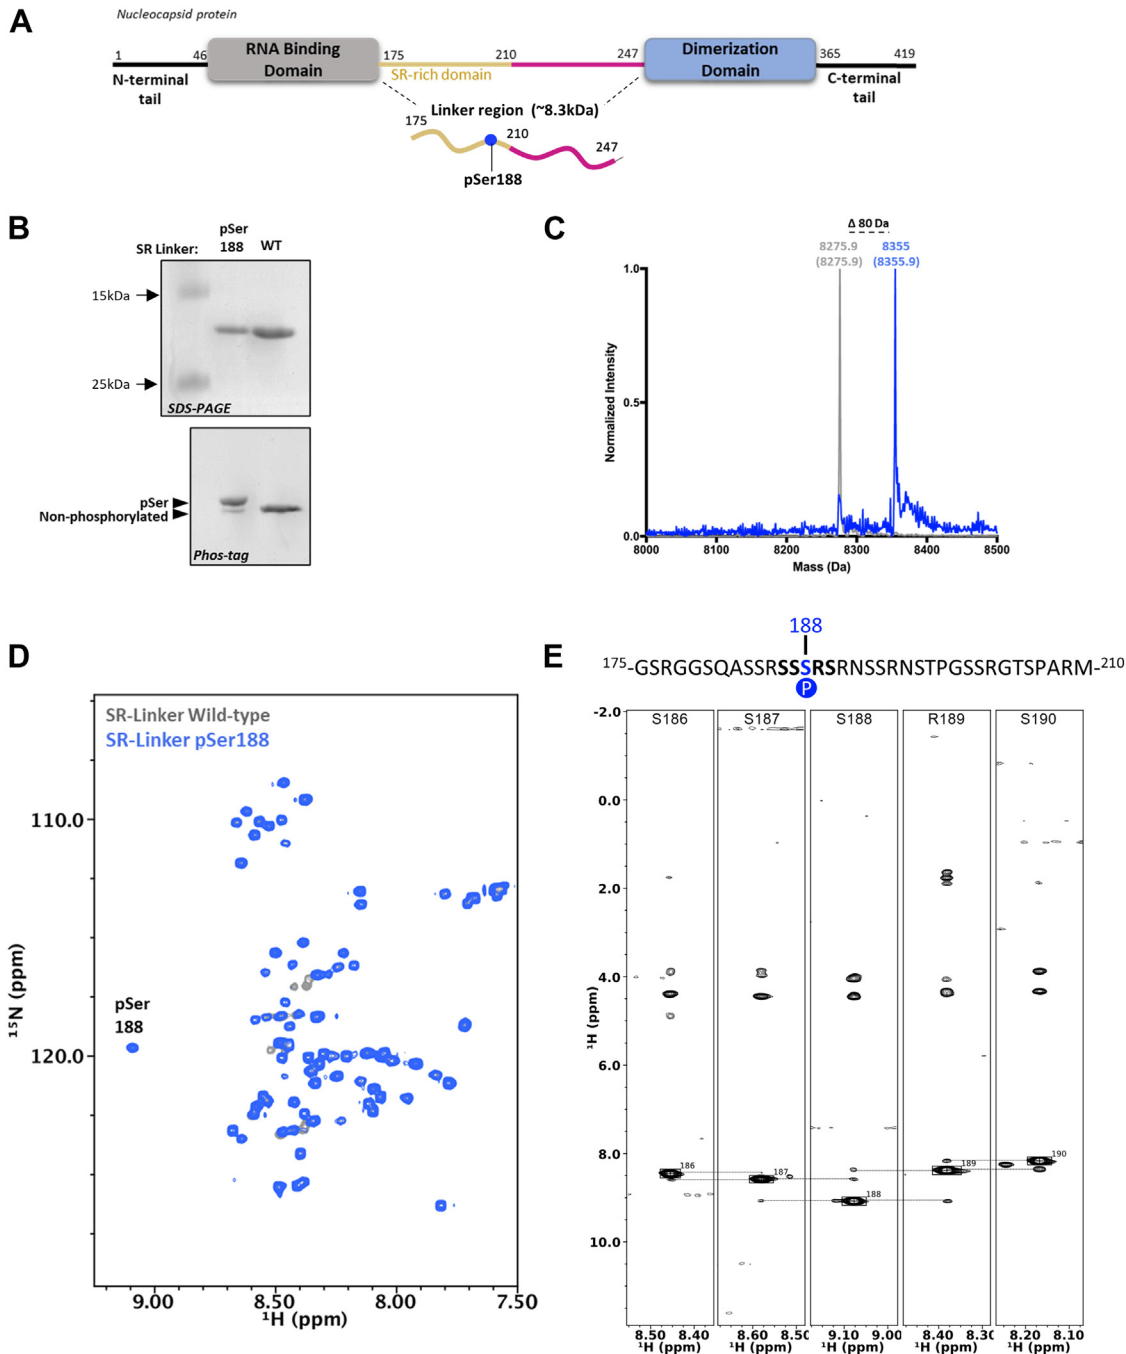 A
Nucleocapsid protein
1
46
RNA Binding
Domain
175
210
247
Dimerization
Domain
365
419
N-terminal
tail
SR-rich domain
C-terminal
tail
Linker region (~8.3kDa)
175
210
247
pSer188
B
SR Linker:
pSer
188
WT
15kDa
25kDa
SDS-PAGE
pSer
Non-phosphorylated
Phos-tag
C
Δ 80 Da
8275.9
(8275.9)
8355
(8355.9)
Normalized Intensity
1.0
0.5
0.0
8000
8100
8200
8300
8400
8500
Mass (Da)
D
SR-Linker Wild-type
SR-Linker pSer188
110.0
120.0
15N (ppm)
pSer
188
9.00
8.50
8.00
7.50
1H (ppm)
E
188
175-GSRGGSQASSRSSSRSRNSSRNSTPGSSRGTSPARM-210
P
S186
S187
S188
R189
S190
-2.0
0.0
2.0
4.0
6.0
8.0
10.0
1H (ppm)
186
187
188
189
190
8.50 8.40
8.60 8.50
9.10 9.00
8.40 8.30
8.20 8.10
1H (ppm)
1H (ppm)
1H (ppm)
1H (ppm)
1H (ppm)